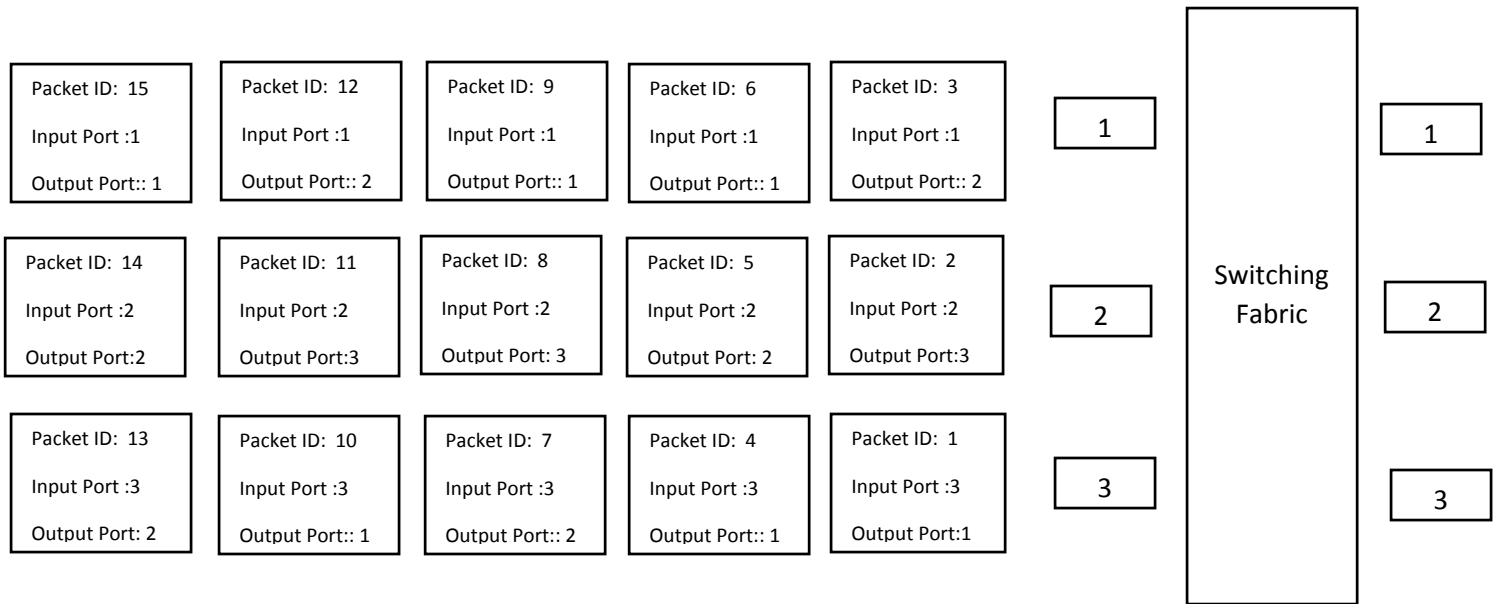 Packet ID: 15
Input Port :1
Output Port:: 1
Packet ID: 12
Input Port :1
Output Port:: 2
Packet ID: 9
Input Port :1
Output Port:: 1
Packet ID: 6
Input Port :1
Output Port:: 1
Packet ID: 3
Input Port :1
Output Port:: 2
1
1
Packet ID: 14
Input Port :2
Output Port:2
Packet ID: 11
Input Port :2
Output Port:3
Packet ID: 8
Input Port :2
Output Port: 3
Packet ID: 5
Input Port :2
Output Port: 2
Packet ID: 2
Input Port :2
Output Port:3
2
Switching
Fabric
2
Packet ID: 13
Input Port :3
Output Port: 2
Packet ID: 10
Input Port :3
Output Port:: 1
Packet ID: 7
Input Port :3
Output Port:: 2
Packet ID: 4
Input Port :3
Output Port:: 1
Packet ID: 1
Input Port :3
Output Port:1
3
3